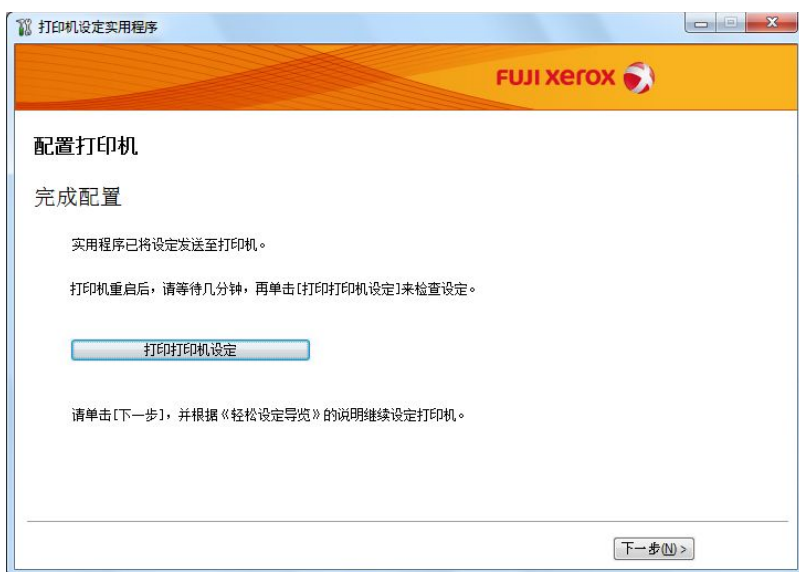 打印机设定实用程序
FUJI xerox
配置打印机
完成配置
实用程序已将设定发送至打印机。
打印机重启后，请等待几分钟，再单击[打印打印机设定]来检查设定。
打印打印机设定
请单击[下一步]，并根据《轻松设定导览》的说明继续设定打印机。
下一步(N) >